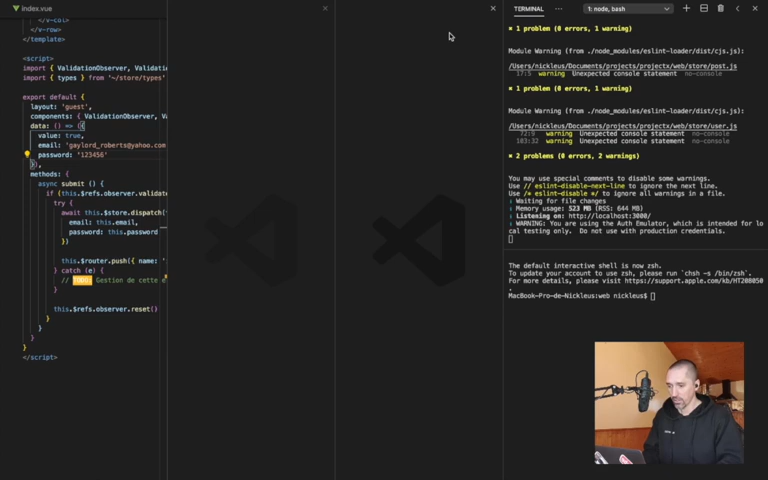 index.vue
</v-col>
</v-row>
</template>
<script>
import { ValidationObserver, Validat
import { types } from '~/store/types'
export default {
layout: 'guest',
components: { ValidationObserver, Va
data: () => ({
value: true,
email: 'gaylord_roberts@yahoo.com
password: '123456'
}),
methods: {
async submit () {
if (this.$refs.observer.validate
try {
await this.$store.dispatch(
email: this.email,
password: this.password
})
this.$router.push({ name: '
} catch (e) {
// TODO: Gestion de cette e
}
this.$refs.observer.reset()
}
}
}
}
</script>
TERMINAL
1: node, bash
✖ 1 problem (0 errors, 1 warning)
Module Warning (from ./node_modules/eslint-loader/dist/cjs.js):
/Users/nickleus/Documents/projects/projectx/web/store/post.js
17:5 warning Unexpected console statement no-console
✖ 1 problem (0 errors, 1 warning)
Module Warning (from ./node_modules/eslint-loader/dist/cjs.js):
/Users/nickleus/Documents/projects/projectx/web/store/user.js
72:9 warning Unexpected console statement no-console
103:32 warning Unexpected console statement no-console
✖ 2 problems (0 errors, 2 warnings)
You may use special comments to disable some warnings.
Use // eslint-disable-next-line to ignore the next line.
Use /* eslint-disable */ to ignore all warnings in a file.
Waiting for file changes
Memory usage: 523 MB (RSS: 644 MB)
Listening on: http://localhost:3000/
WARNING: You are using the Auth Emulator, which is intended for lo
cal testing only. Do not use with production credentials.
The default interactive shell is now zsh.
To update your account to use zsh, please run `chsh -s /bin/zsh`.
For more details, please visit https://support.apple.com/kb/HT208050
.
MacBook-Pro-de-Nickleus:web nickleus$